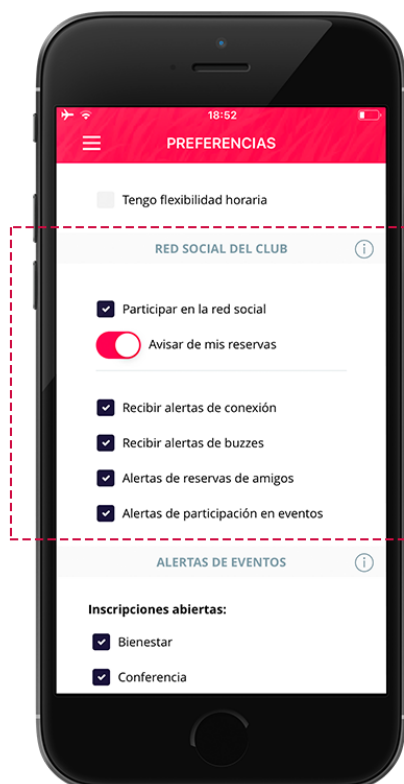 18:52
PREFERENCIAS
Tengo flexibilidad horaria
RED SOCIAL DEL CLUB
Participar en la red social
Avisar de mis reservas
Recibir alertas de conexión
Recibir alertas de buzzes
Alertas de reservas de amigos
Alertas de participación en eventos
ALERTAS DE EVENTOS
Inscripciones abiertas:
Bienestar
Conferencia